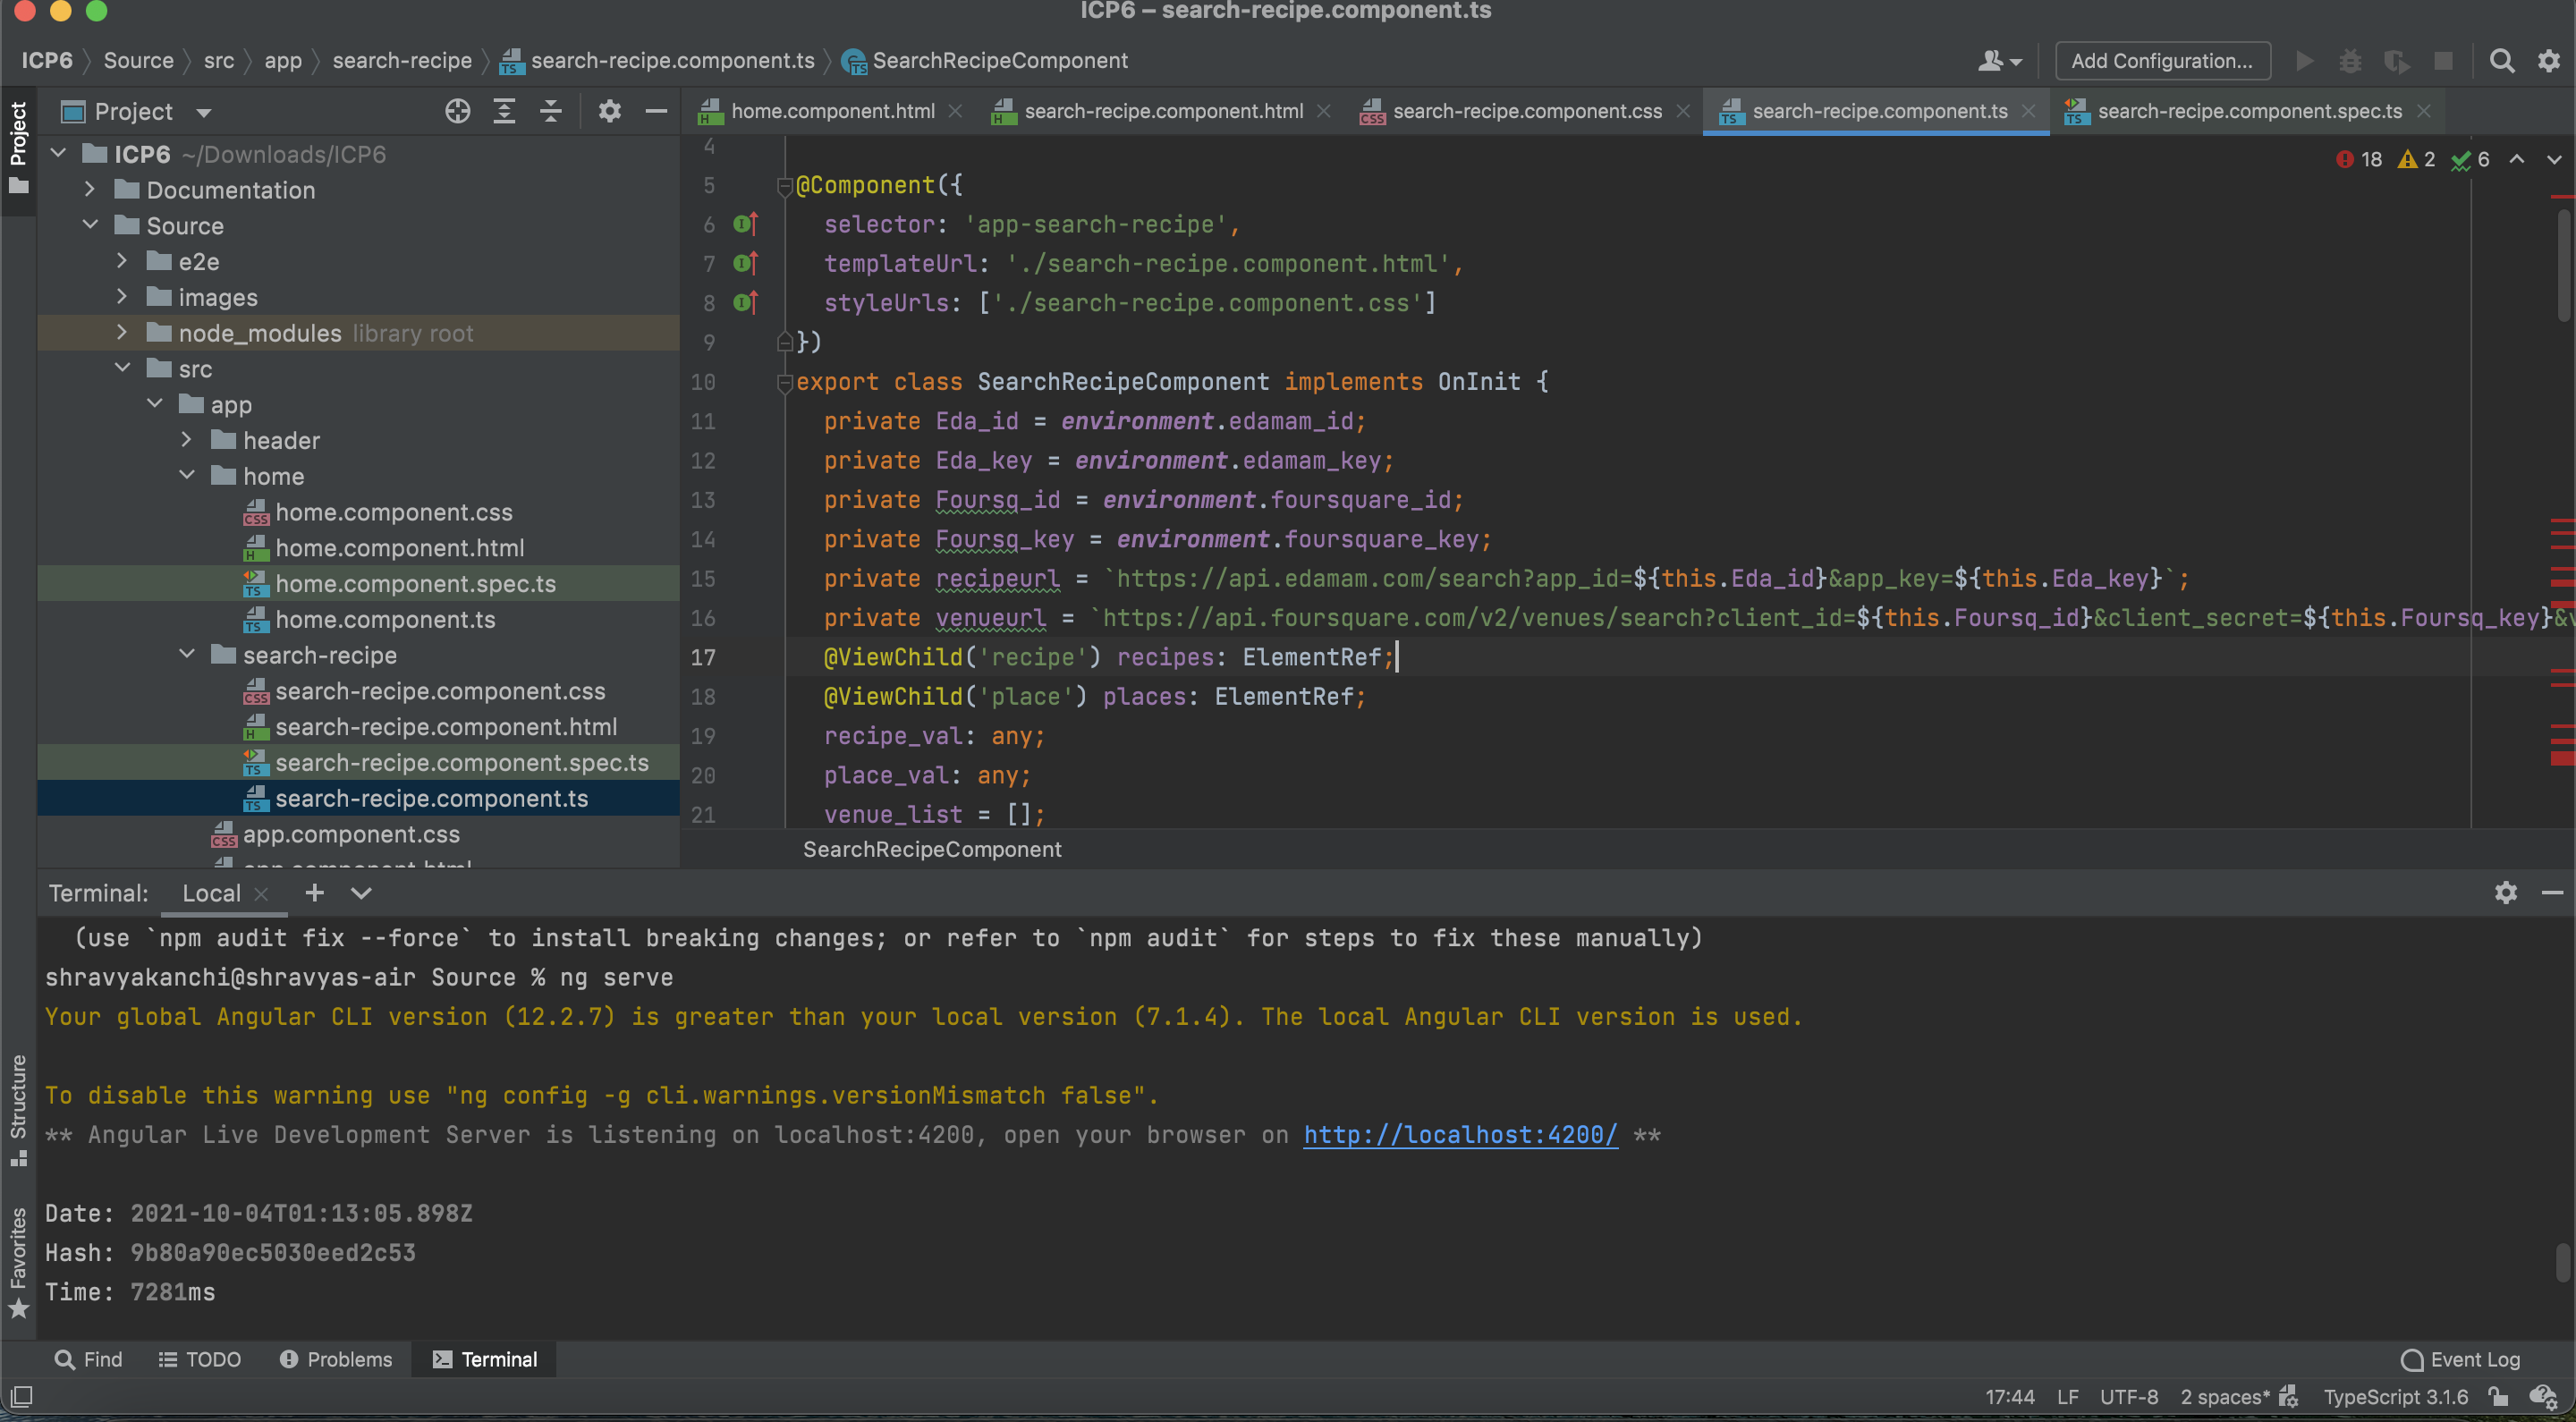 ICP6 – search-recipe.component.ts
ICP6 Source src app search-recipe search-recipe.component.ts SearchRecipeComponent Add Configuration...
Project
Project
home.component.html search-recipe.component.html search-recipe.component.css search-recipe.component.ts search-recipe.component.spec.ts
ICP6 ~/Downloads/ICP6
Documentation
Source
e2e
images
node_modules library root
src
app
header
home
home.component.css
home.component.html
home.component.spec.ts
home.component.ts
search-recipe
search-recipe.component.css
search-recipe.component.html
search-recipe.component.spec.ts
search-recipe.component.ts
app.component.css
app.component.html
18 2 6
4
5 @Component({
6 selector: 'app-search-recipe',
7 templateUrl: './search-recipe.component.html',
8 styleUrls: ['./search-recipe.component.css']
9 })
10 export class SearchRecipeComponent implements OnInit {
11 private Eda_id = environment.edamam_id;
12 private Eda_key = environment.edamam_key;
13 private Foursq_id = environment.foursquare_id;
14 private Foursq_key = environment.foursquare_key;
15 private recipeurl = `https://api.edamam.com/search?app_id=${this.Eda_id}&app_key=${this.Eda_key}`;
16 private venueurl = `https://api.foursquare.com/v2/venues/search?client_id=${this.Foursq_id}&client_secret=${this.Foursq_key}&v
17 @ViewChild('recipe') recipes: ElementRef;
18 @ViewChild('place') places: ElementRef;
19 recipe_val: any;
20 place_val: any;
21 venue_list = [];
SearchRecipeComponent
Terminal: Local
(use `npm audit fix --force` to install breaking changes; or refer to `npm audit` for steps to fix these manually)
shravyakanchi@shravyas-air Source % ng serve
Your global Angular CLI version (12.2.7) is greater than your local version (7.1.4). The local Angular CLI version is used.
To disable this warning use "ng config -g cli.warnings.versionMismatch false".
** Angular Live Development Server is listening on localhost:4200, open your browser on http://localhost:4200/ **
Date: 2021-10-04T01:13:05.898Z
Hash: 9b80a90ec5030eed2c53
Time: 7281ms
Structure
Favorites
Find TODO Problems Terminal Event Log
17:44 LF UTF-8 2 spaces* TypeScript 3.1.6